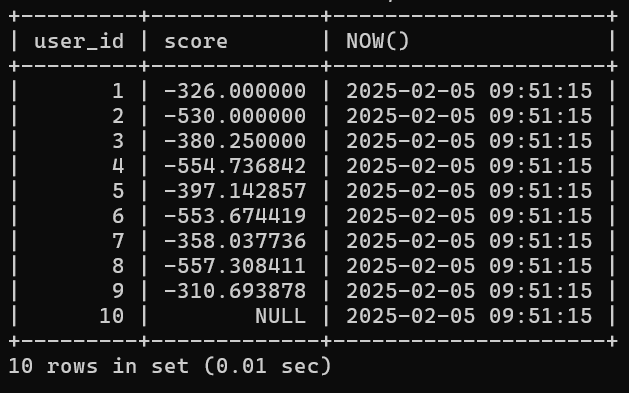 +---------+-------------+---------------------+
| user_id | score       | NOW()               |
+---------+-------------+---------------------+
|       1 | -326.000000 | 2025-02-05 09:51:15 |
|       2 | -530.000000 | 2025-02-05 09:51:15 |
|       3 | -380.250000 | 2025-02-05 09:51:15 |
|       4 | -554.736842 | 2025-02-05 09:51:15 |
|       5 | -397.142857 | 2025-02-05 09:51:15 |
|       6 | -553.674419 | 2025-02-05 09:51:15 |
|       7 | -358.037736 | 2025-02-05 09:51:15 |
|       8 | -557.308411 | 2025-02-05 09:51:15 |
|       9 | -310.693878 | 2025-02-05 09:51:15 |
|      10 |        NULL | 2025-02-05 09:51:15 |
+---------+-------------+---------------------+
10 rows in set (0.01 sec)